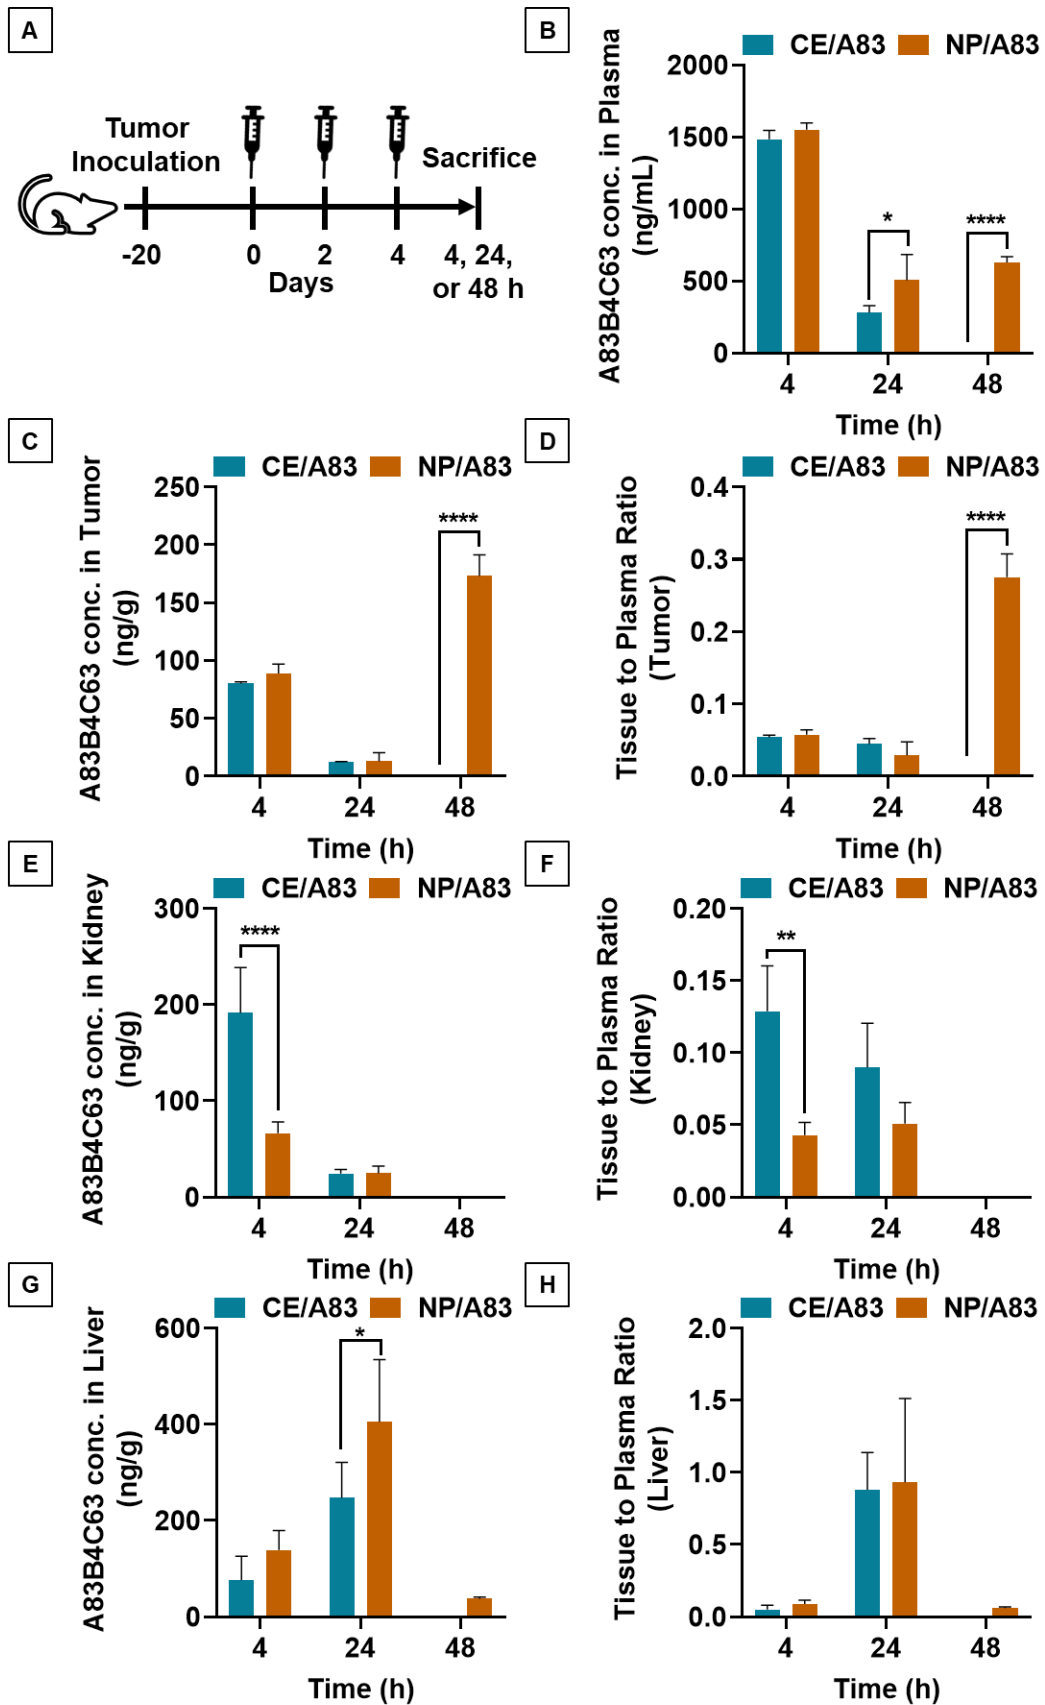 A
Tumor
Inoculation
Sacrifice
-20 0 2 4 4, 24,
Days or 48 h
B
CE/A83 NP/A83
A83B4C63 conc. in Plasma
(ng/mL)
2000
1500
1000
500
0
* ****
4 24 48
Time (h)
C
CE/A83 NP/A83
A83B4C63 conc. in Tumor
(ng/g)
250
200
150
100
50
0
****
4 24 48
Time (h)
D
CE/A83 NP/A83
Tissue to Plasma Ratio
(Tumor)
0.4
0.3
0.2
0.1
0.0
****
4 24 48
Time (h)
E
CE/A83 NP/A83
A83B4C63 conc. in Kidney
(ng/g)
300
200
100
0
****
4 24 48
Time (h)
F
CE/A83 NP/A83
Tissue to Plasma Ratio
(Kidney)
0.20
0.15
0.10
0.05
0.00
**
4 24 48
Time (h)
G
CE/A83 NP/A83
A83B4C63 conc. in Liver
(ng/g)
600
400
200
0
*
4 24 48
Time (h)
H
CE/A83 NP/A83
Tissue to Plasma Ratio
(Liver)
2.0
1.5
1.0
0.5
0.0
4 24 48
Time (h)